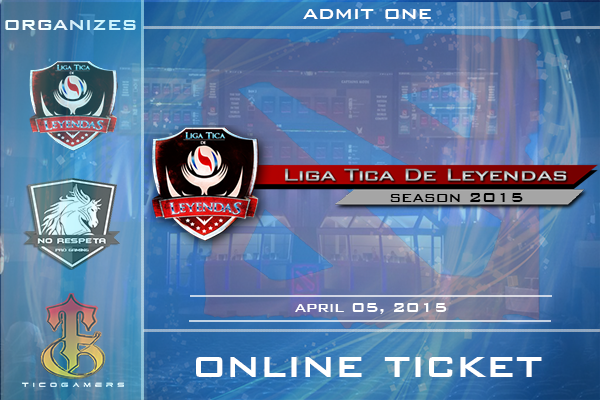 ORGANIZES
LIGA TICA
DE
LEYENDAS
NO RESPETA
PRO GAMING
TICOGAMERS
ADMIT ONE
LIGA TICA
DE
LEYENDAS
LIGA TICA DE LEYENDAS
SEASON 2015
APRIL 05, 2015
ONLINE TICKET